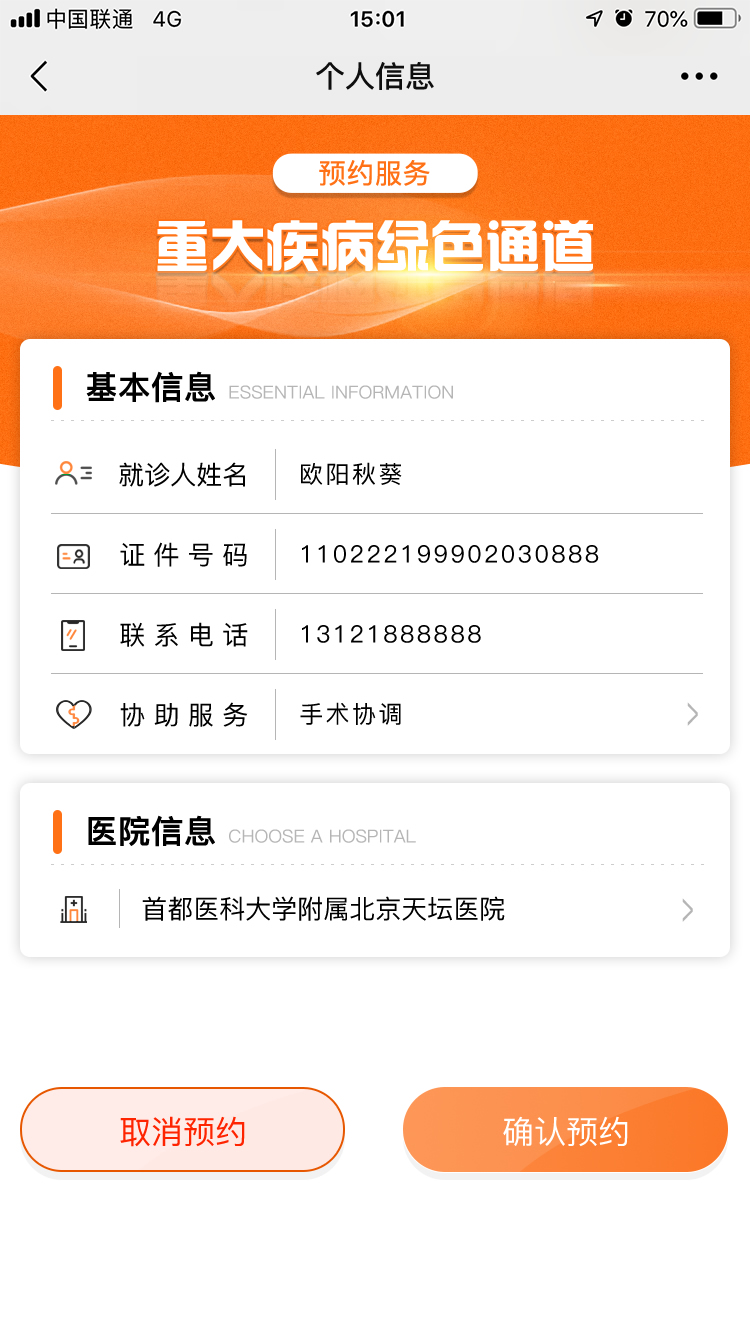 中国联通 4G 15:01 70%
个人信息
预约服务
重大疾病绿色通道
基本信息 ESSENTIAL INFORMATION
就诊人姓名 欧阳秋葵
证件号码 110222199902030888
联系电话 13121888888
协助服务 手术协调
医院信息 CHOOSE A HOSPITAL
首都医科大学附属北京天坛医院
取消预约 确认预约